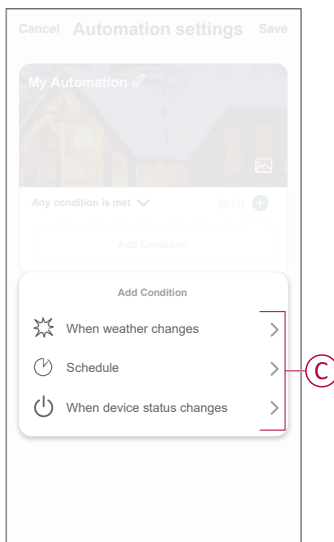 Cancel Automation settings Save
My Automation
Any condition is met (0/10)
Add Condition
Add Condition
When weather changes
Schedule
When device status changes
C